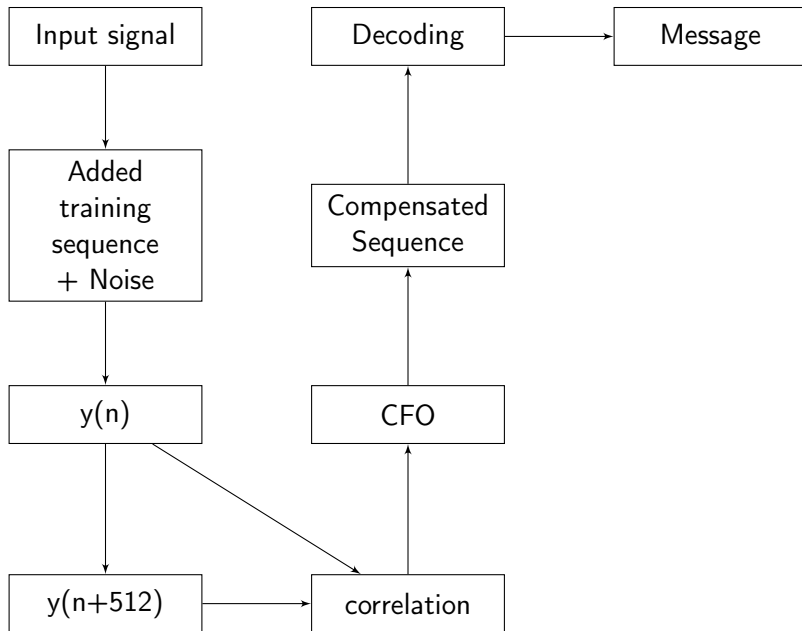 Input signal
Added
training
sequence
+ Noise
y(n)
y(n+512)
correlation
CFO
Compensated
Sequence
Decoding
Message